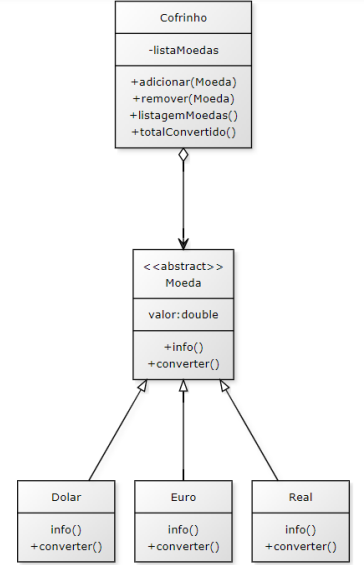 Cofrinho
-listaMoedas
+adicionar(Moeda)
+remover(Moeda)
+listagemMoedas()
+totalConvertido()
<<abstract>>
Moeda
valor:double
+info()
+converter()
Dolar
info()
+converter()
Euro
info()
+converter()
Real
info()
+converter()